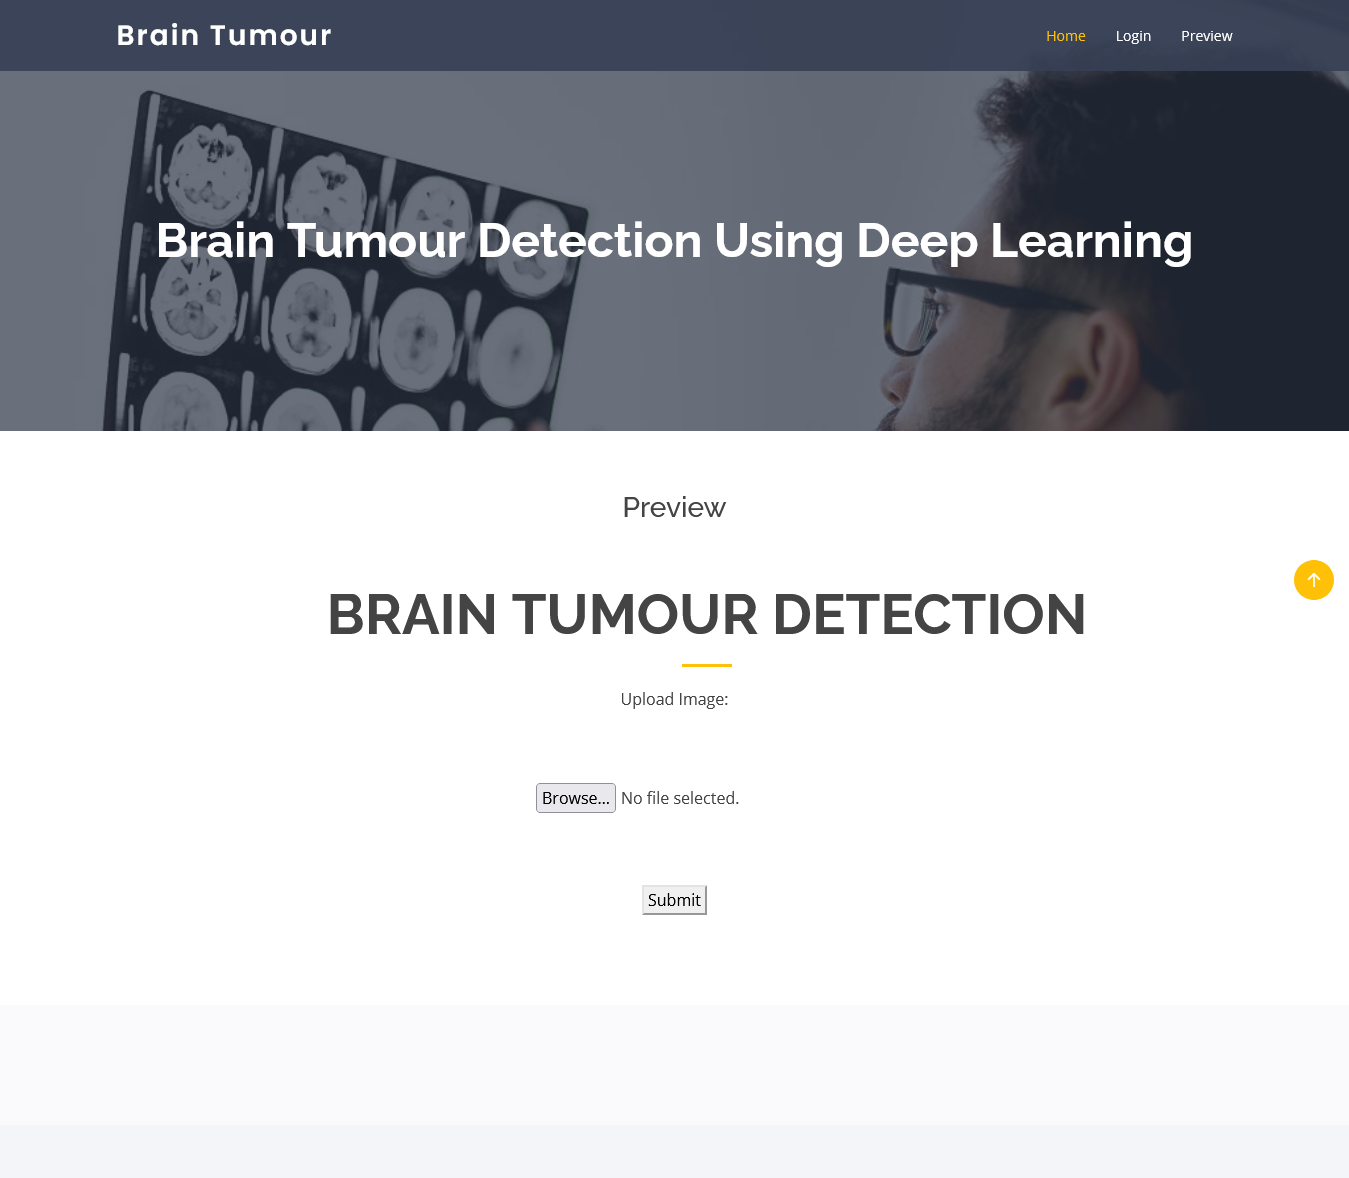 Brain Tumour
Home Login Preview
Brain Tumour Detection Using Deep Learning
Preview
BRAIN TUMOUR DETECTION
Upload Image:
Browse... No file selected.
Submit